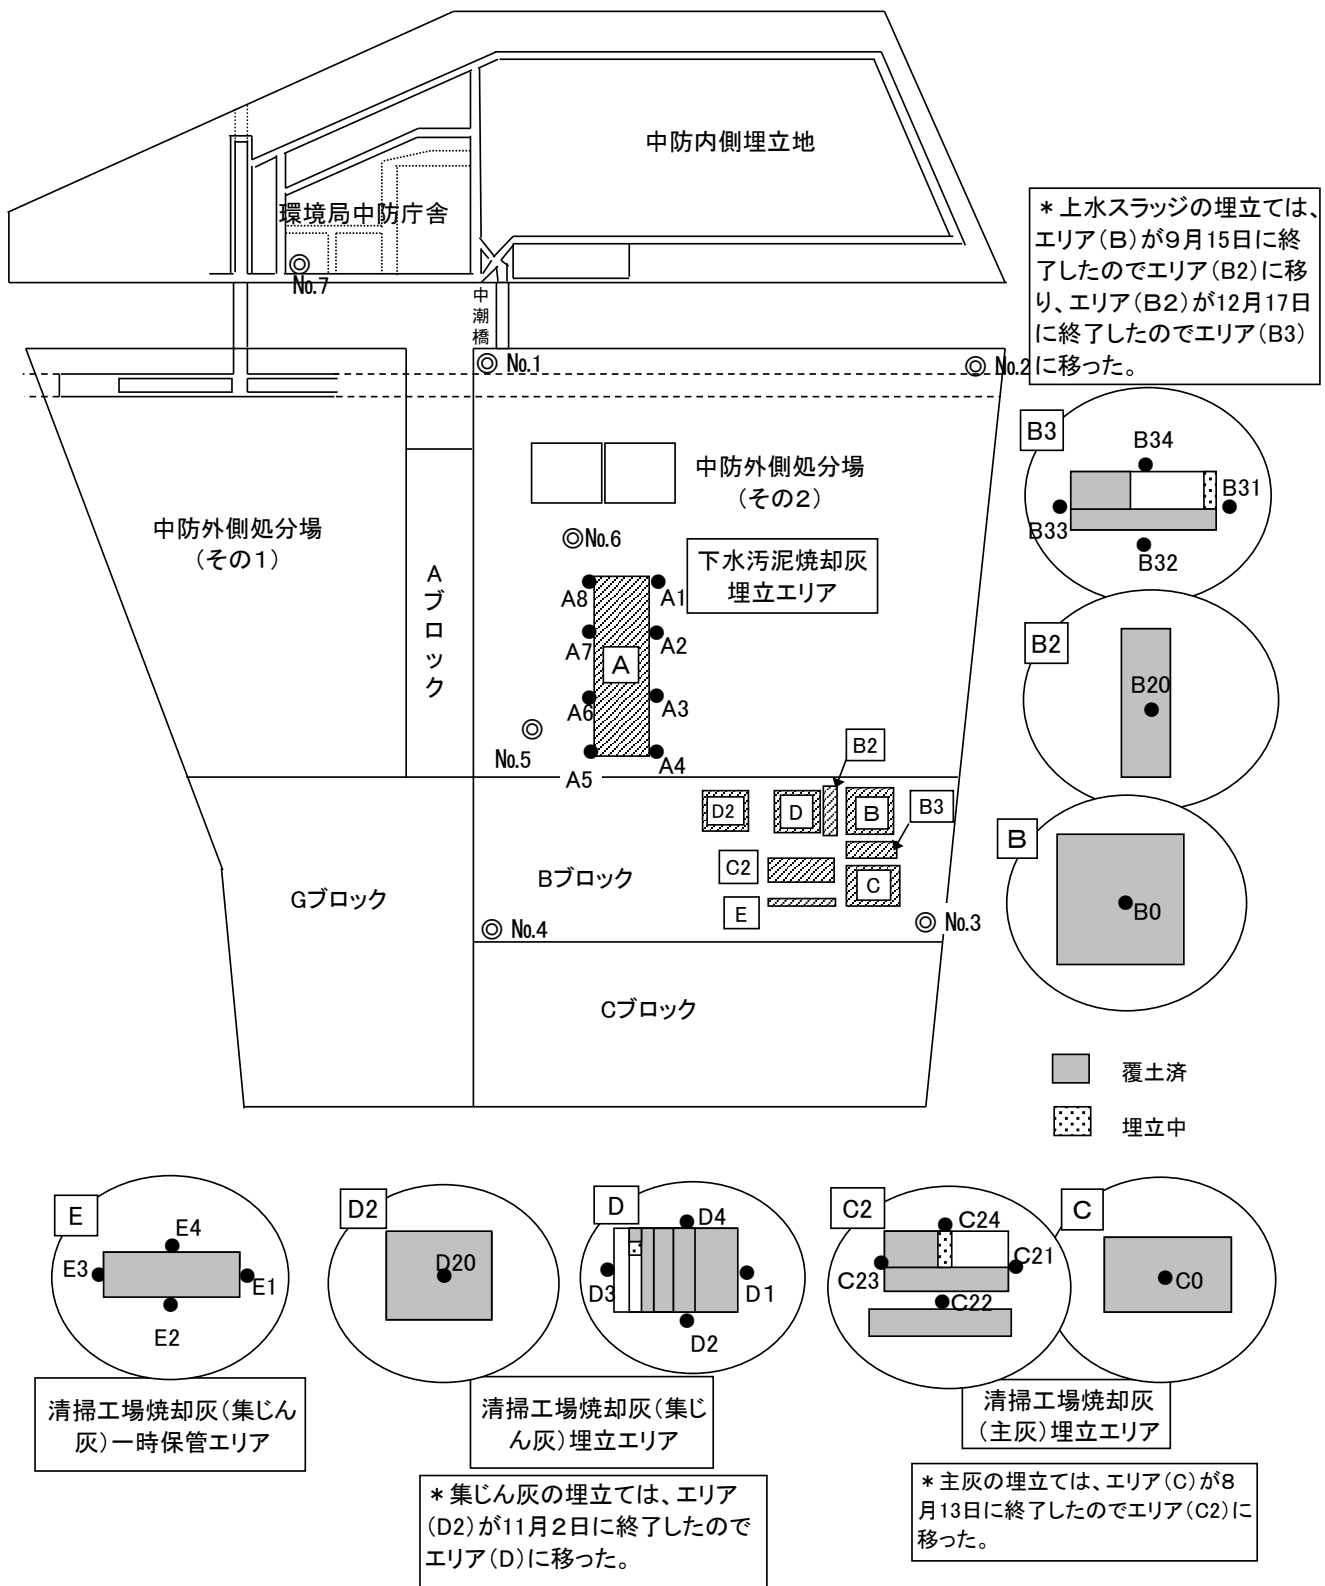 中防内側埋立地
環境局中防庁舎
No.7
中潮橋
＊上水スラッジの埋立ては、
エリア（B）が9月15日に終
了したのでエリア（B2）に移
り、エリア（B2）が12月17日
に終了したのでエリア（B3）
に移った。
No.1
No.2
中防外側処分場
（その1）
Aブロック
中防外側処分場
（その2）
No.6
下水汚泥焼却灰
埋立エリア
A8
A1
A7
A2
A
A6
A3
No.5
A5
A4
B2
D2
D
B
B3
C2
C
E
Gブロック
Bブロック
No.4
No.3
Cブロック
B3
B34
B31
B33
B32
B2
B20
B
B0
覆土済
埋立中
E
E4
E3
E1
E2
清掃工場焼却灰（集じん
灰）一時保管エリア
D2
D20
D
D4
D3
D1
D2
清掃工場焼却灰（集じ
ん灰）埋立エリア
＊集じん灰の埋立ては、エリア
（D2）が11月2日に終了したので
エリア（D）に移った。
C2
C24
C23
C21
C22
C
C0
清掃工場焼却灰
（主灰）埋立エリア
＊主灰の埋立ては、エリア（C）が8
月13日に終了したのでエリア（C2）に
移った。